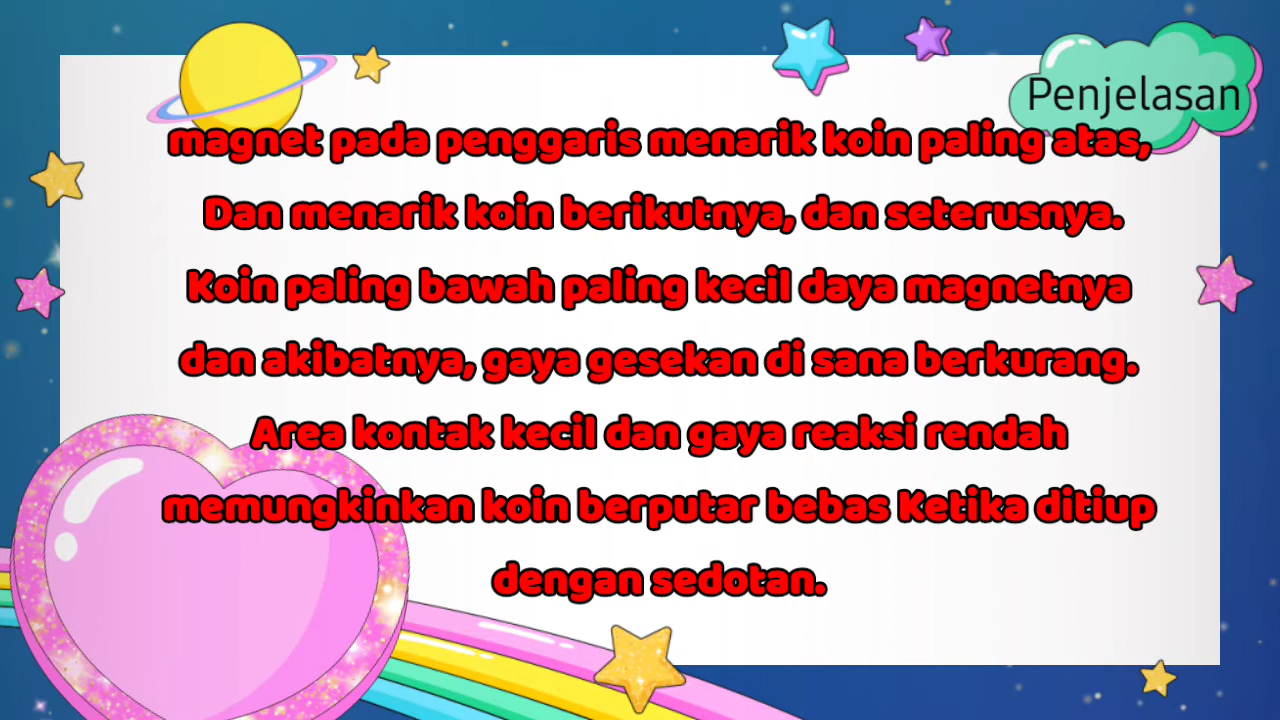 Penjelasan
magnet pada penggaris menarik koin paling atas,
Dan menarik koin berikutnya, dan seterusnya.
Koin paling bawah paling kecil daya magnetnya
dan akibatnya, gaya gesekan di sana berkurang.
Area kontak kecil dan gaya reaksi rendah
memungkinkan koin berputar bebas Ketika ditiup
dengan sedotan.